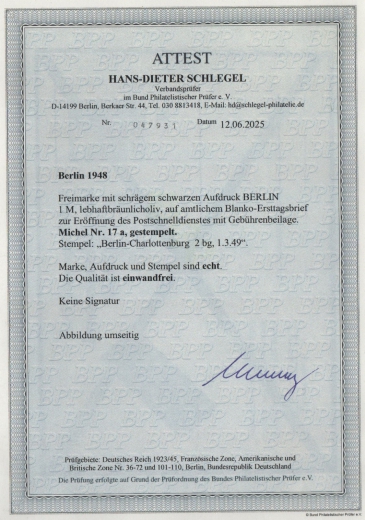 ATTEST
HANS-DIETER SCHLEGEL
Verbandsprüfer
im Bund Philatelistischer Prüfer e. V.
D-14199 Berlin, Berkaer Str. 44, Tel. 030 8813418, E-Mail: hd@schlegel-philatelie.de
Nr. 047931 Datum 12.06.2025
Berlin 1948
Freimarke mit schrägem schwarzen Aufdruck BERLIN
1 M, lebhaftbräunlicholiv, auf amtlichem Blanko-Ersttagsbrief
zur Eröffnung des Postschnelldienstes mit Gebührenbeilage.
Michel Nr. 17 a, gestempelt.
Stempel: „Berlin-Charlottenburg 2 bg, 1.3.49“.
Marke, Aufdruck und Stempel sind echt.
Die Qualität ist einwandfrei.
Keine Signatur
Abbildung umseitig
Prüfgebiete: Deutsches Reich 1923/45, Französische Zone, Amerikanische und
Britische Zone Nr. 36-72 und 101-110, Berlin, Bundesrepublik Deutschland
Die Prüfung erfolgte auf Grund der Prüfordnung des Bundes Philatelistischer Prüfer e.V.
© Bund Philatelistischer Prüfer e.V.